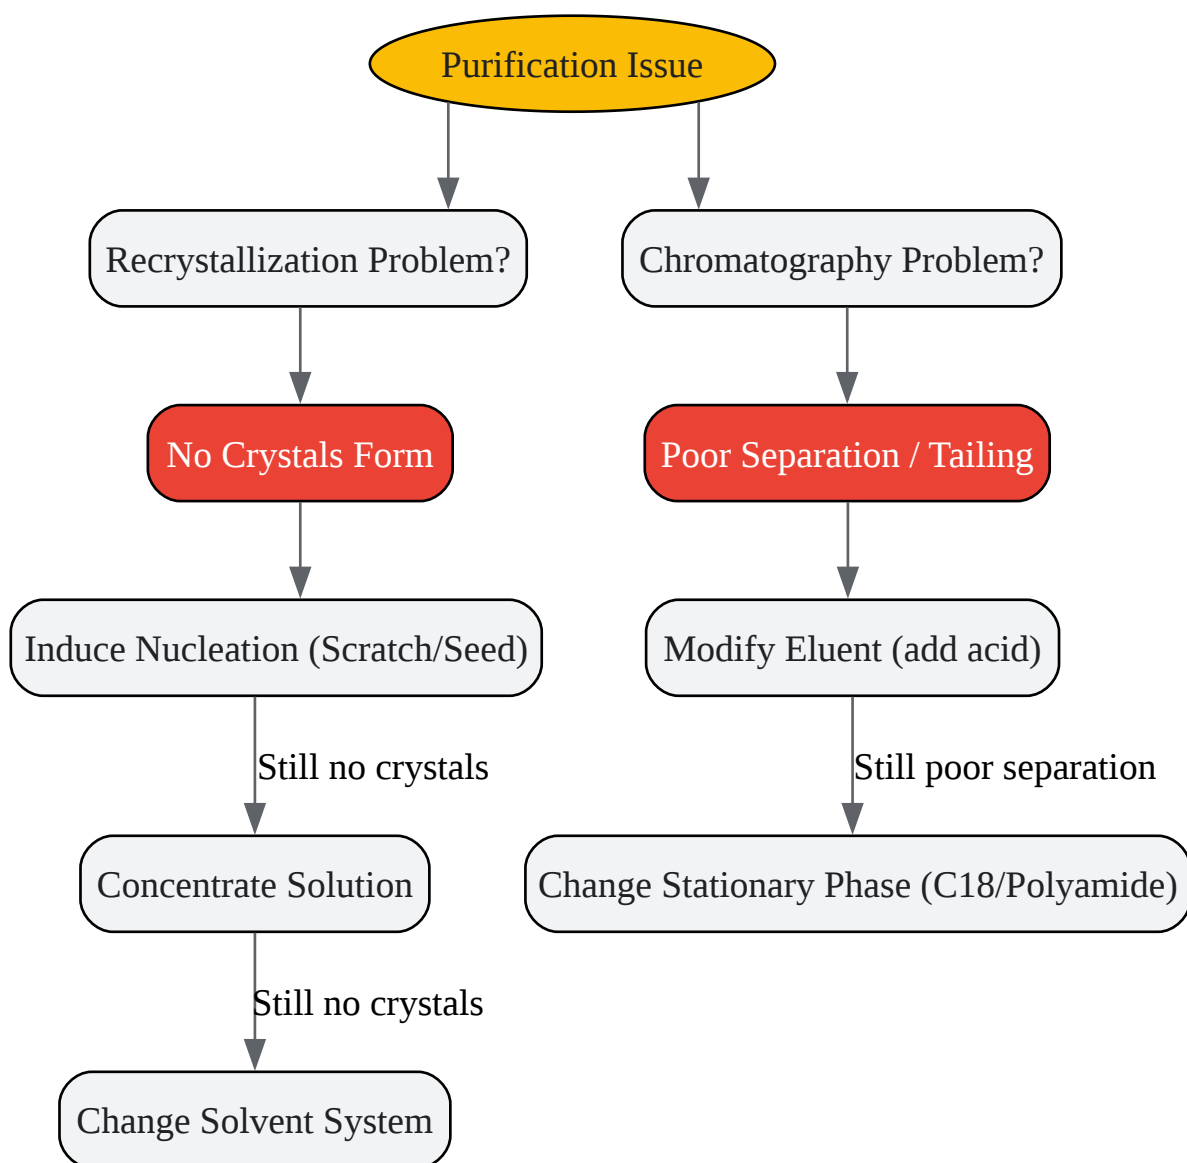 Purification Issue
Recrystallization Problem?
Chromatography Problem?
No Crystals Form
Poor Separation / Tailing
Induce Nucleation (Scratch/Seed)
Modify Eluent (add acid)
Still no crystals
Still poor separation
Concentrate Solution
Change Stationary Phase (C18/Polyamide)
Still no crystals
Change Solvent System